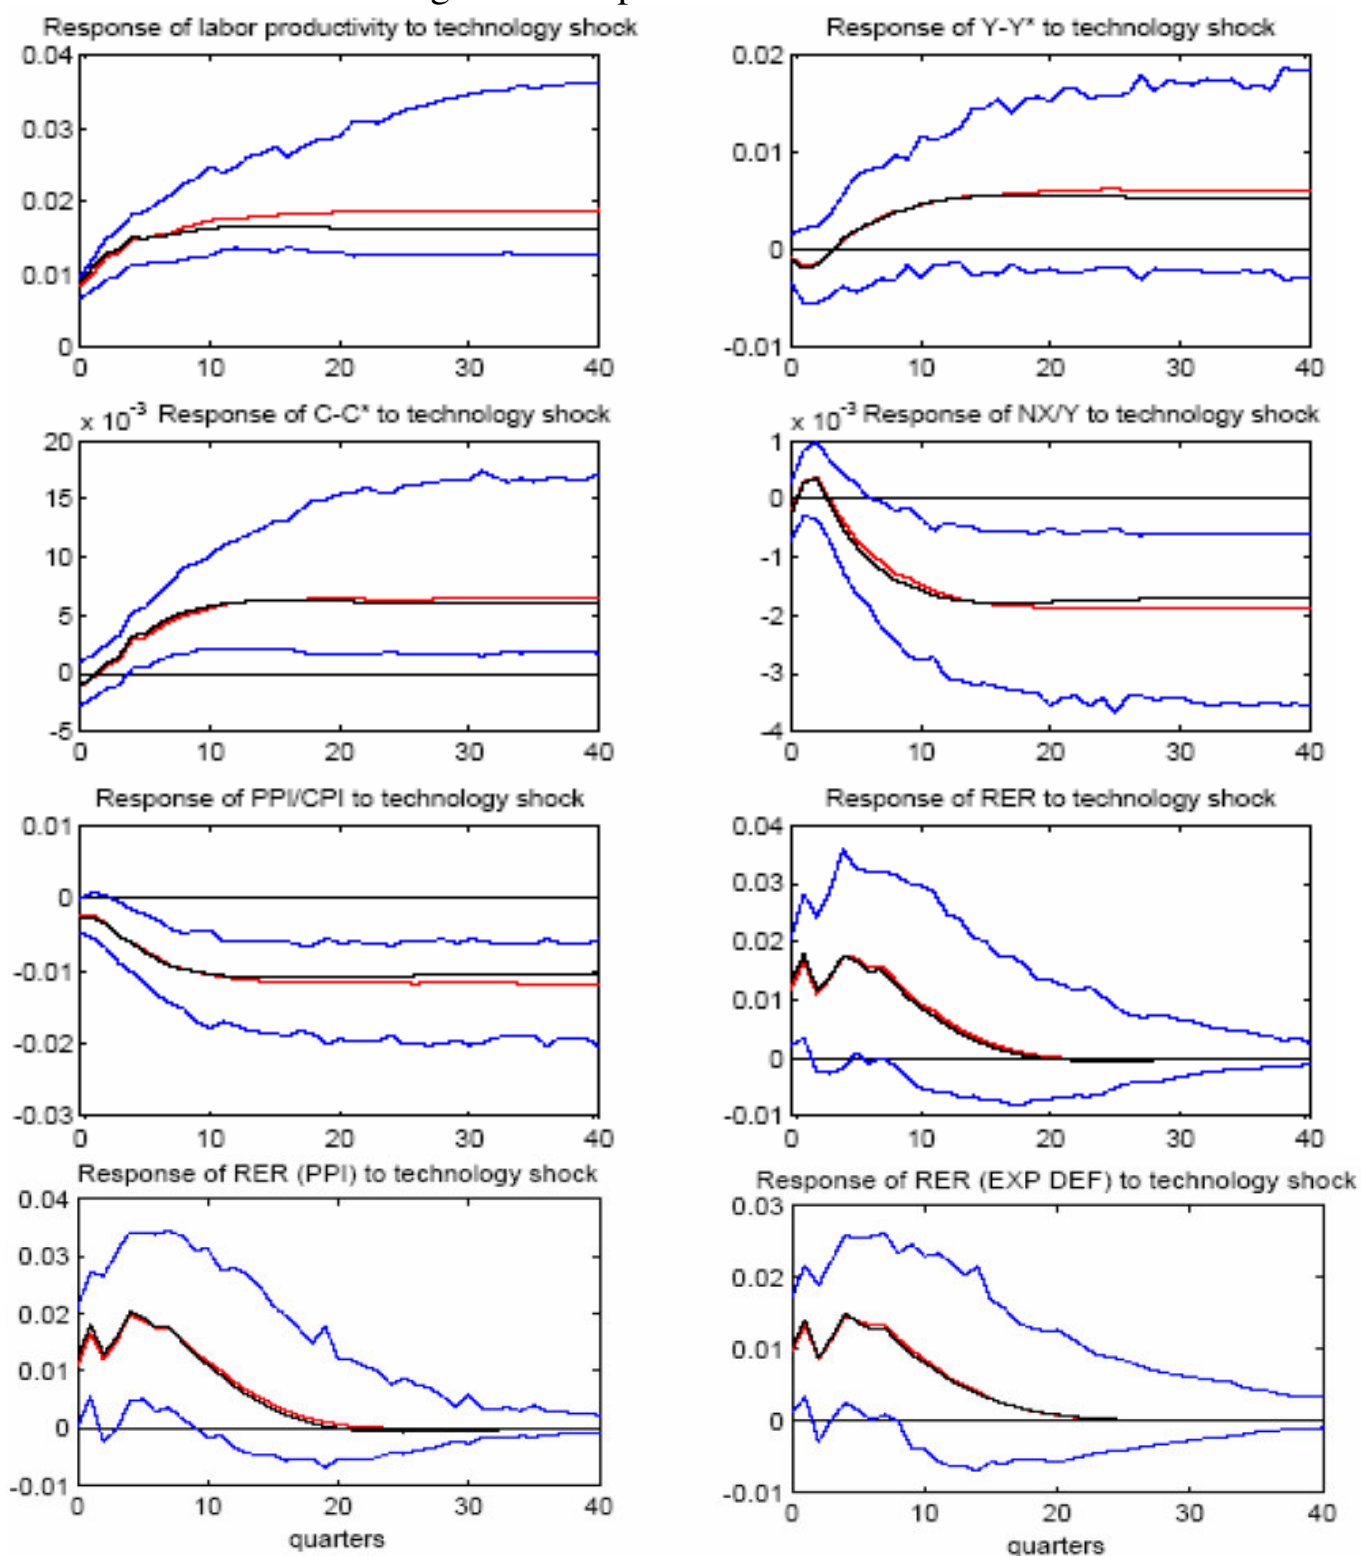 Response of labor productivity to technology shock
0.04
0.03
0.02
0.01
0
0 10 20 30 40
Response of Y-Y* to technology shock
0.02
0.01
0
-0.01
0 10 20 30 40
x 10^-3 Response of C-C* to technology shock
20
15
10
5
0
-5
0 10 20 30 40
x 10^-3 Response of NX/Y to technology shock
1
0
-1
-2
-3
-4
0 10 20 30 40
Response of PPI/CPI to technology shock
0.01
0
-0.01
-0.02
-0.03
0 10 20 30 40
Response of RER to technology shock
0.04
0.03
0.02
0.01
0
-0.01
0 10 20 30 40
Response of RER (PPI) to technology shock
0.04
0.03
0.02
0.01
0
-0.01
0 10 20 30 40
quarters
Response of RER (EXP DEF) to technology shock
0.03
0.02
0.01
0
-0.01
0 10 20 30 40
quarters